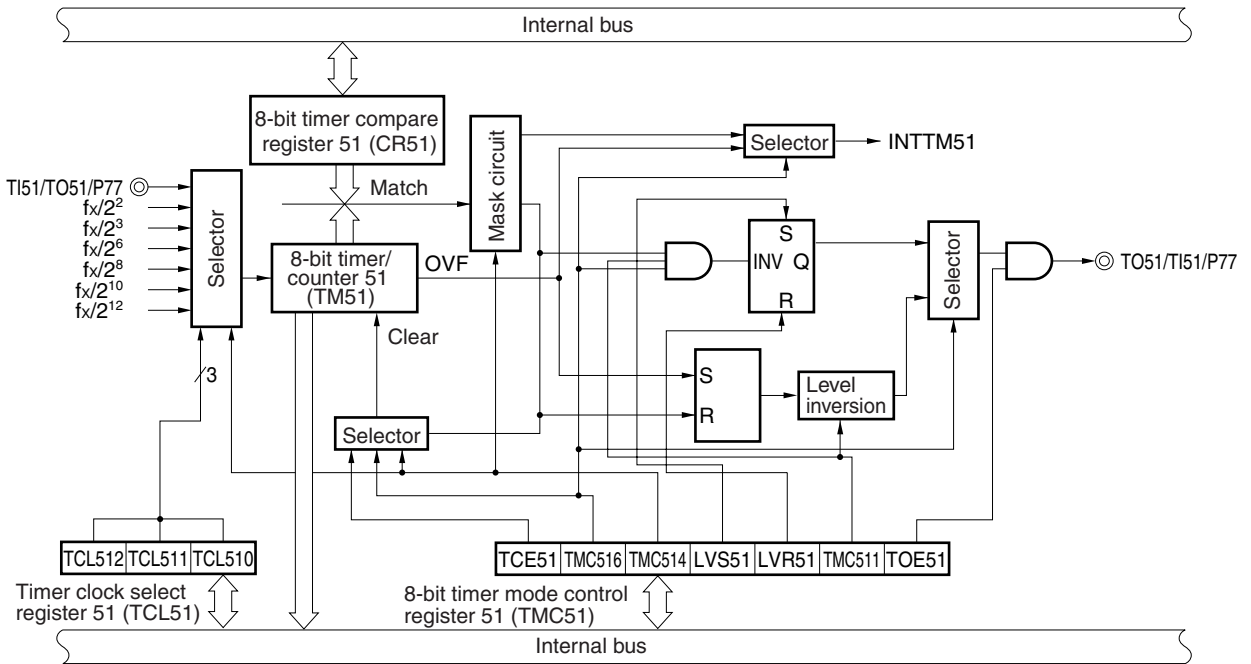 Internal bus
8-bit timer compare
register 51 (CR51)
Match
Mask circuit
Selector
INTTM51
TI51/TO51/P77
fx/2²
fx/2³
fx/2⁶
fx/2⁸
fx/2¹⁰
fx/2¹²
Selector
8-bit timer/
counter 51
(TM51)
OVF
Clear
S
INV Q
R
Selector
TO51/TI51/P77
3
S
R
Level
inversion
Selector
TCL512 TCL511 TCL510
Timer clock select
register 51 (TCL51)
TCE51 TMC516 TMC514 LVS51 LVR51 TMC511 TOE51
8-bit timer mode control
register 51 (TMC51)
Internal bus